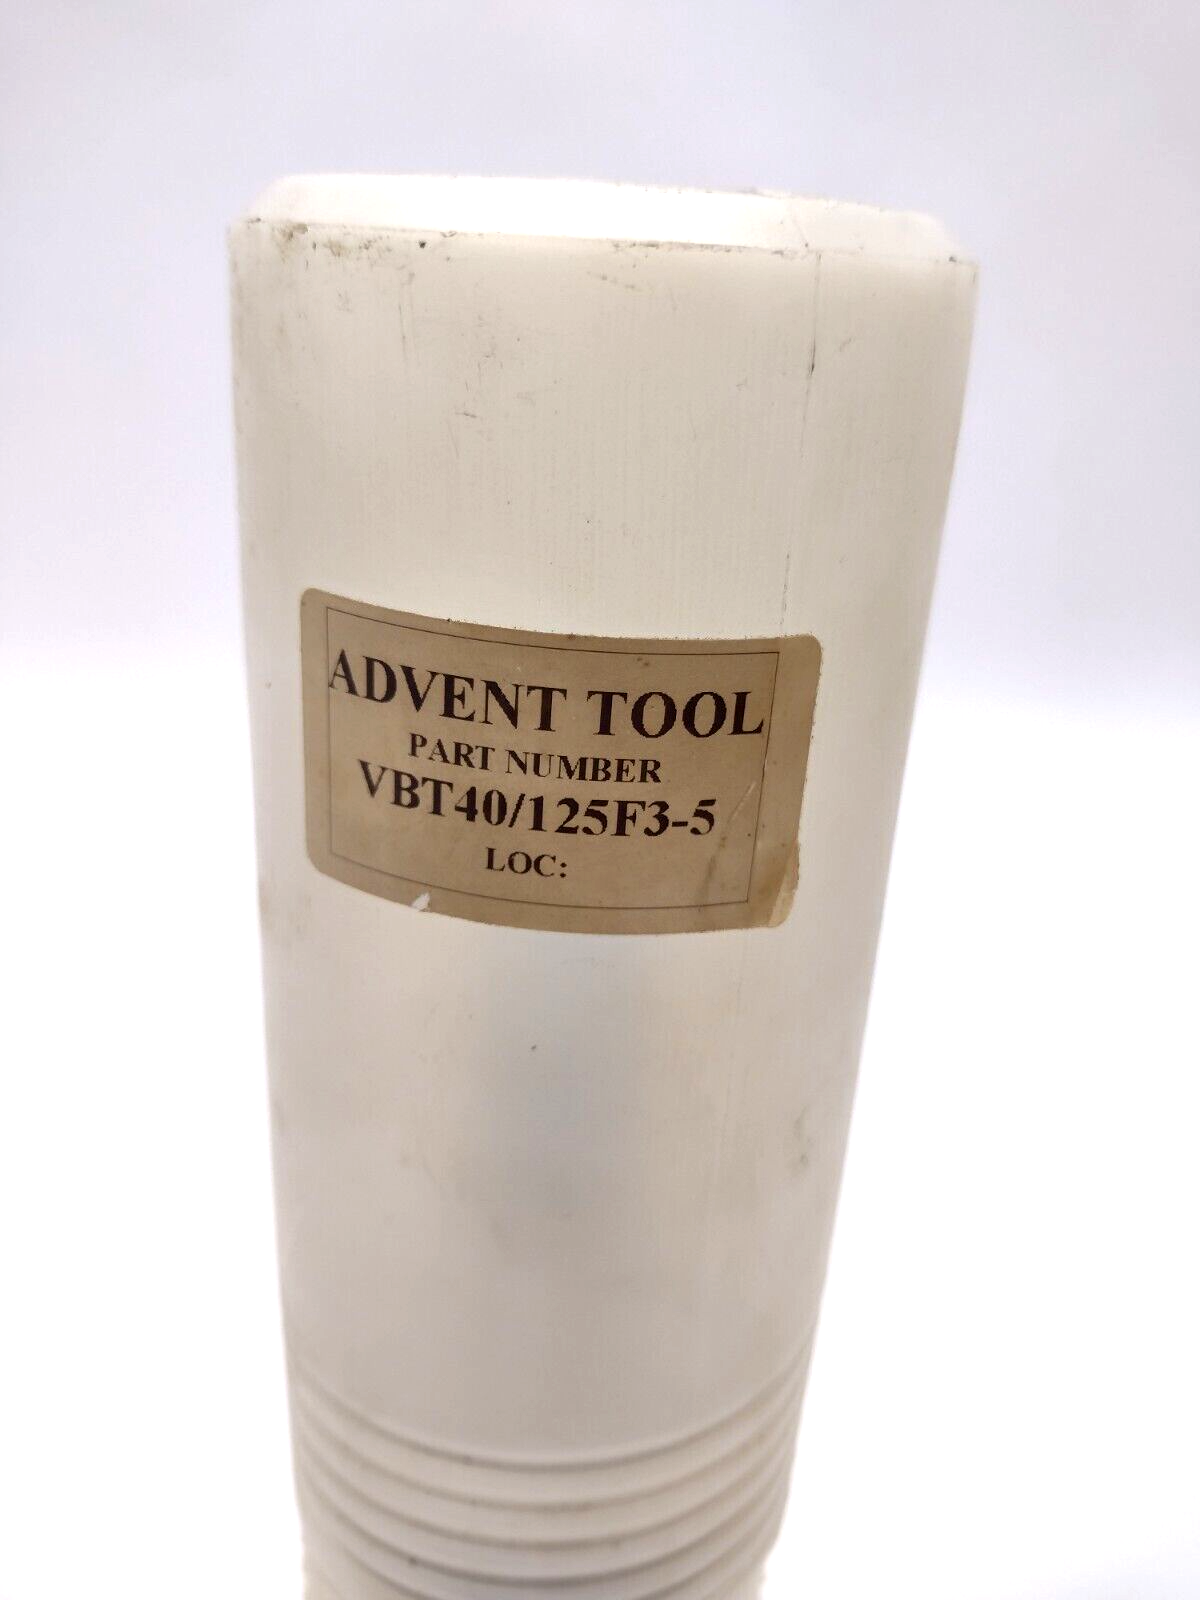 ADVENT TOOL
PART NUMBER
VBT40/125F3-5
LOC: